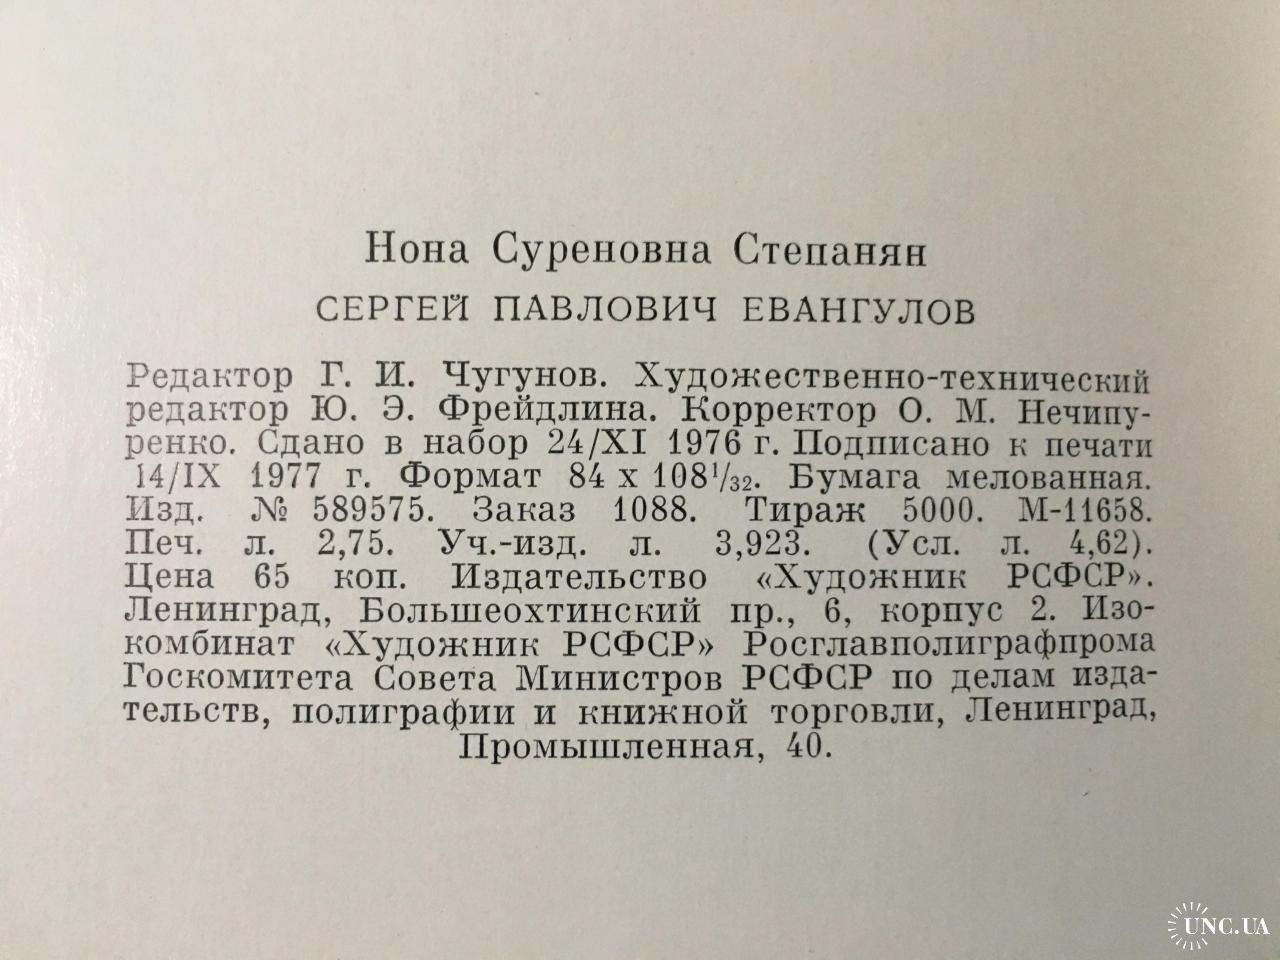 Нона Суреновна Степанян
СЕРГЕЙ ПАВЛОВИЧ ЕВАНГУЛОВ
Редактор Г. И. Чугунов. Художественно-технический
редактор Ю. Э. Фрейдлина. Корректор О. М. Нечипу-
ренко. Сдано в набор 24/XI 1976 г. Подписано к печати
14/IX 1977 г. Формат 84 х 108¹/₃₂. Бумага мелованная.
Изд. № 589575. Заказ 1088. Тираж 5000. М-11658.
Печ. л. 2,75. Уч.-изд. л. 3,923. (Усл. л. 4,62).
Цена 65 коп. Издательство «Художник РСФСР».
Ленинград, Большеохтинский пр., 6, корпус 2. Изо-
комбинат «Художник РСФСР» Росглавполиграфпрома
Госкомитета Совета Министров РСФСР по делам изда-
тельств, полиграфии и книжной торговли, Ленинград,
Промышленная, 40.
UNC.UA